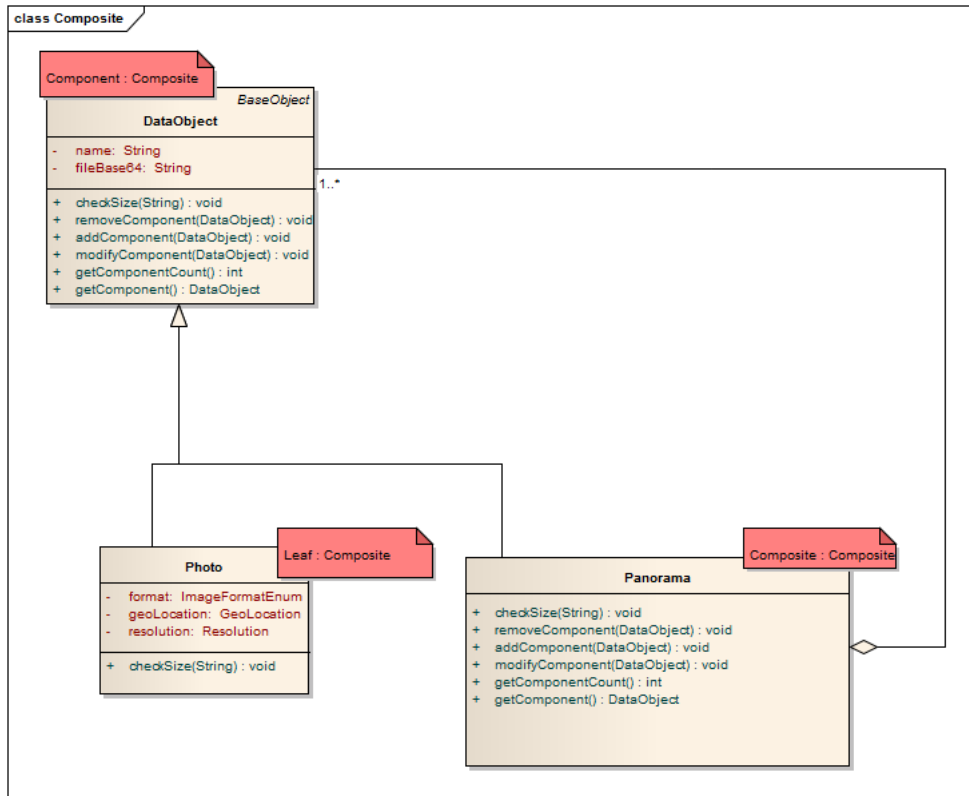 class Composite
Component : Composite
BaseObject
DataObject
- name: String
- fileBase64: String
1..*
+ checkSize(String) : void
+ removeComponent(DataObject) : void
+ addComponent(DataObject) : void
+ modifyComponent(DataObject) : void
+ getComponentCount() : int
+ getComponent() : DataObject
Leaf : Composite
Photo
- format: ImageFormatEnum
- geoLocation: GeoLocation
- resolution: Resolution
+ checkSize(String) : void
Composite : Composite
Panorama
+ checkSize(String) : void
+ removeComponent(DataObject) : void
+ addComponent(DataObject) : void
+ modifyComponent(DataObject) : void
+ getComponentCount() : int
+ getComponent() : DataObject